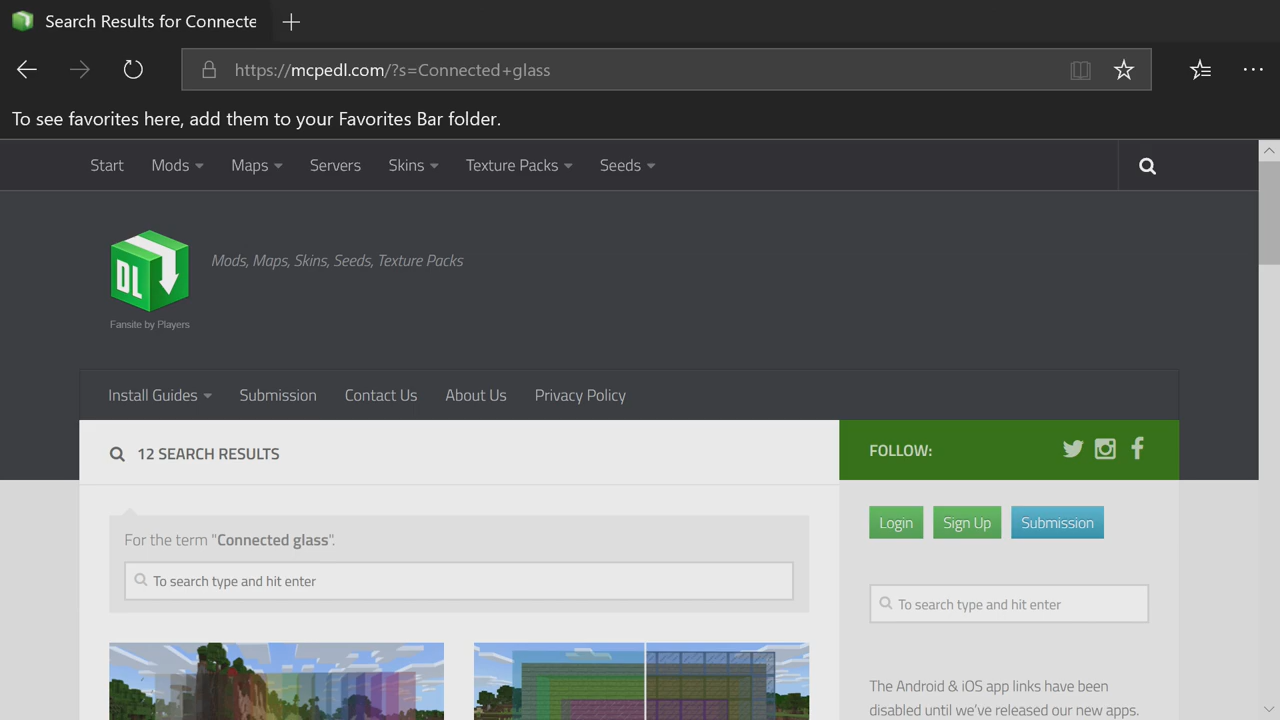 Search Results for Connecte
https://mcpedl.com/?s=Connected+glass
To see favorites here, add them to your Favorites Bar folder.
Start Mods Maps Servers Skins Texture Packs Seeds
DL
Mods, Maps, Skins, Seeds, Texture Packs
Fansite by Players
Install Guides Submission Contact Us About Us Privacy Policy
12 SEARCH RESULTS
FOLLOW:
For the term "Connected glass".
To search type and hit enter
Login Sign Up Submission
To search type and hit enter
The Android & iOS app links have been
disabled until we've released our new apps.